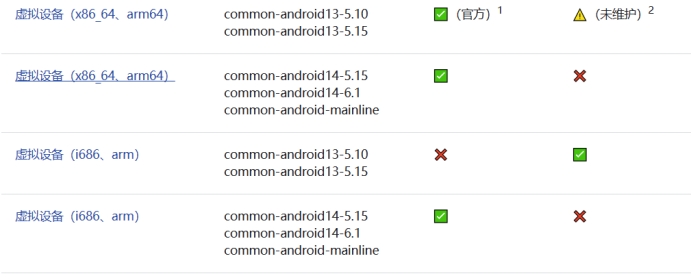 虚拟设备（x86_64、arm64） common-android13-5.10 ✅（官方）1 ⚠（未维护）2
common-android13-5.15
虚拟设备（x86_64、arm64） common-android14-5.15 ✅ ❌
common-android14-6.1
common-android-mainline
虚拟设备（i686、arm） common-android13-5.10 ❌ ✅
common-android13-5.15
虚拟设备（i686、arm） common-android14-5.15 ✅ ❌
common-android14-6.1
common-android-mainline